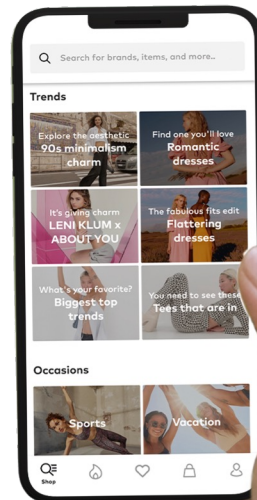 Search for brands, items, and more..
Trends
Explore the aesthetic
90s minimalism
charm
Find one you'll love
Romantic
dresses
It's giving charm
LENI KLUM x
ABOUT YOU
The fabulous fits edit
Flattering
dresses
What's your favorite?
Biggest top
trends
You need to see these
Tees that are in
Occasions
Sports
Vacation
Shop